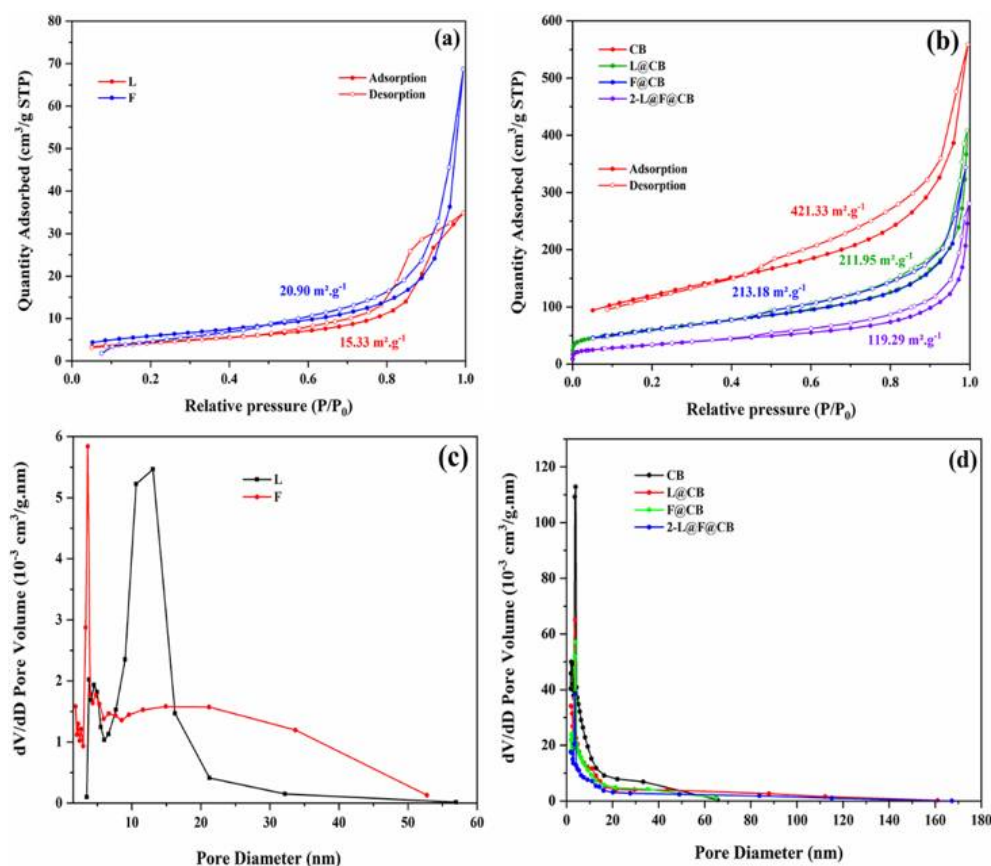 (a)
80
70
60
50
40
30
20
10
0
Quantity Adsorbed (cm³/g STP)
L
F
Adsorption
Desorption
20.90 m².g⁻¹
15.33 m².g⁻¹
0.0 0.2 0.4 0.6 0.8 1.0
Relative pressure (P/P₀)
(b)
600
500
400
300
200
100
0
Quantity Adsorbed (cm³/g STP)
CB
L@CB
F@CB
2-L@F@CB
Adsorption
Desorption
421.33 m².g⁻¹
211.95 m².g⁻¹
213.18 m².g⁻¹
119.29 m².g⁻¹
0.0 0.2 0.4 0.6 0.8 1.0
Relative pressure (P/P₀)
(c)
6
5
4
3
2
1
0
dV/dD Pore Volume (10⁻³ cm³/g.nm)
L
F
0 10 20 30 40 50 60
Pore Diameter (nm)
(d)
120
100
80
60
40
20
0
dV/dD Pore Volume (10⁻³ cm³/g.nm)
CB
L@CB
F@CB
2-L@F@CB
0 20 40 60 80 100 120 140 160 180
Pore Diameter (nm)